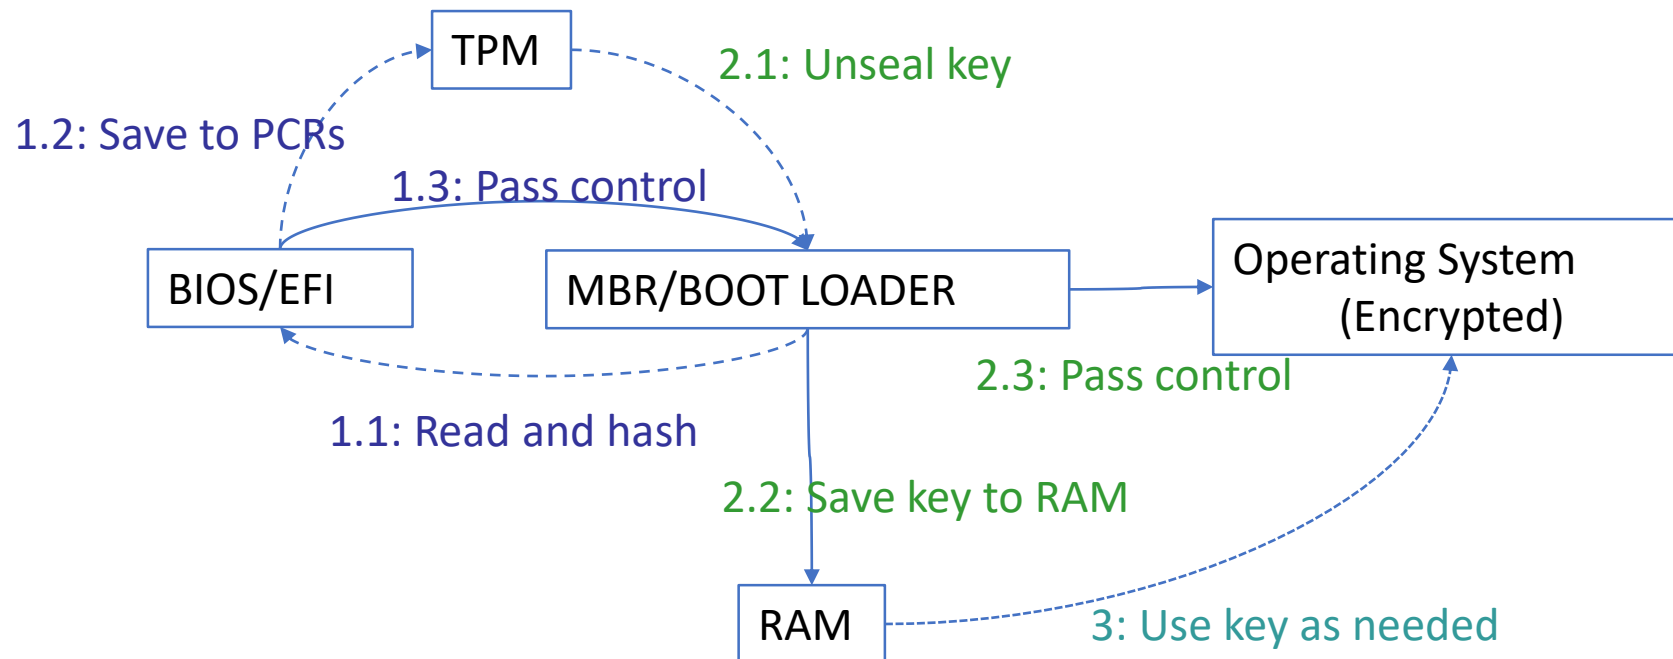 TPM
2.1: Unseal key
1.2: Save to PCRs
1.3: Pass control
BIOS/EFI
MBR/BOOT LOADER
Operating System
(Encrypted)
2.3: Pass control
1.1: Read and hash
2.2: Save key to RAM
RAM
3: Use key as needed